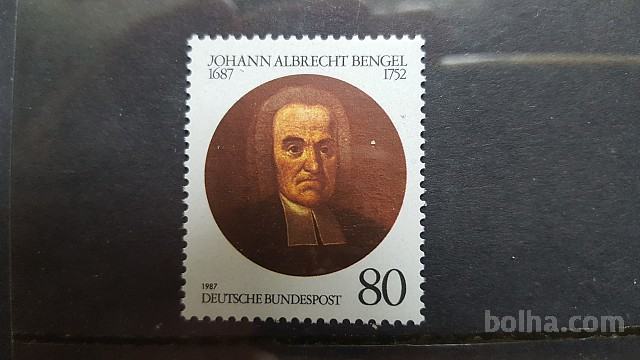 JOHANN ALBRECHT BENGEL
1687 1752
1987
DEUTSCHE BUNDESPOST 80
bolha.com